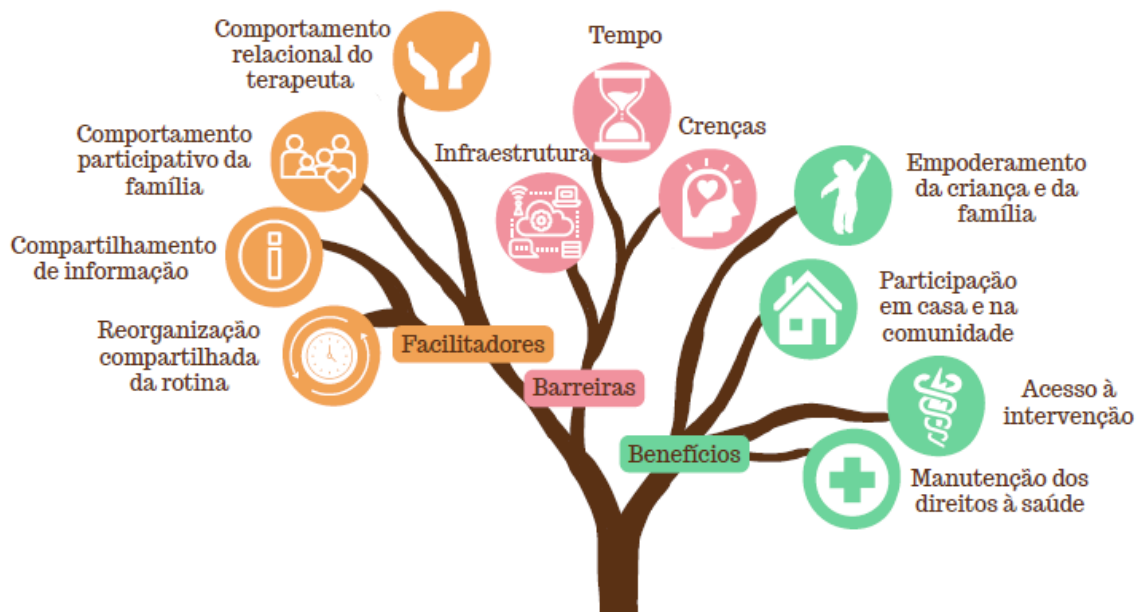 Comportamento
relacional do
terapeuta
Comportamento
participativo da
família
Compartilhamento
de informação
Reorganização
compartilhada
da rotina
Facilitadores
Tempo
Crenças
Infraestrutura
Barreiras
Empoderamento
da criança e da
família
Participação
em casa e na
comunidade
Acesso à
intervenção
Manutenção dos
direitos à saúde
Benefícios